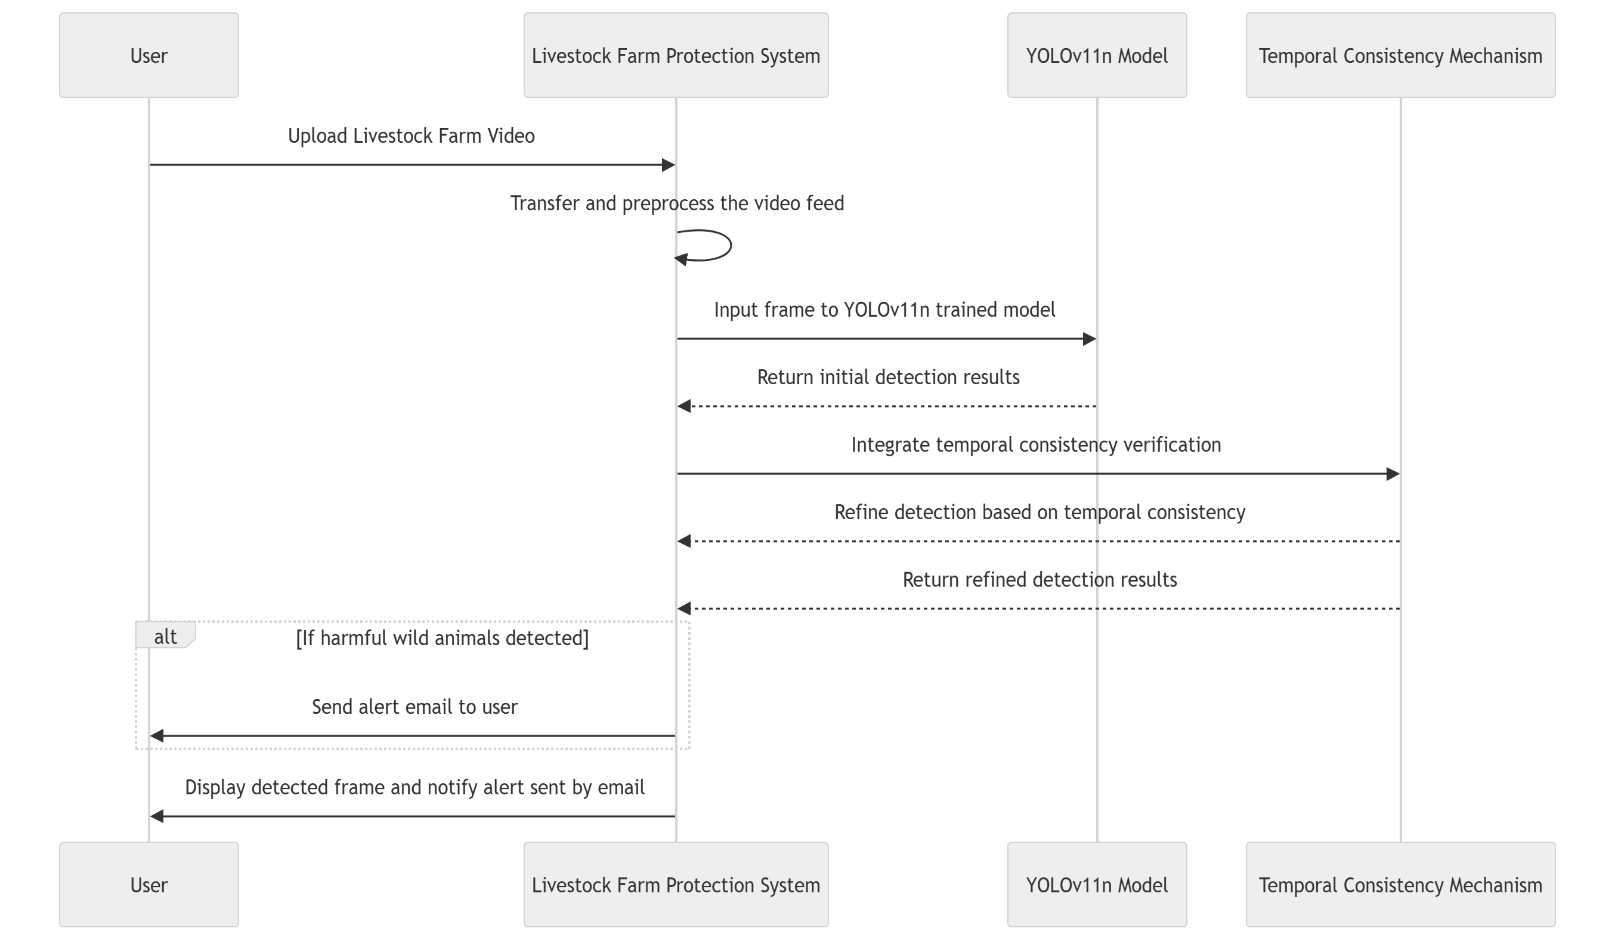 User
Livestock Farm Protection System
YOLOv11n Model
Temporal Consistency Mechanism
Upload Livestock Farm Video
Transfer and preprocess the video feed
Input frame to YOLOv11n trained model
Return initial detection results
Integrate temporal consistency verification
Refine detection based on temporal consistency
Return refined detection results
alt
[If harmful wild animals detected]
Send alert email to user
Display detected frame and notify alert sent by email
User
Livestock Farm Protection System
YOLOv11n Model
Temporal Consistency Mechanism